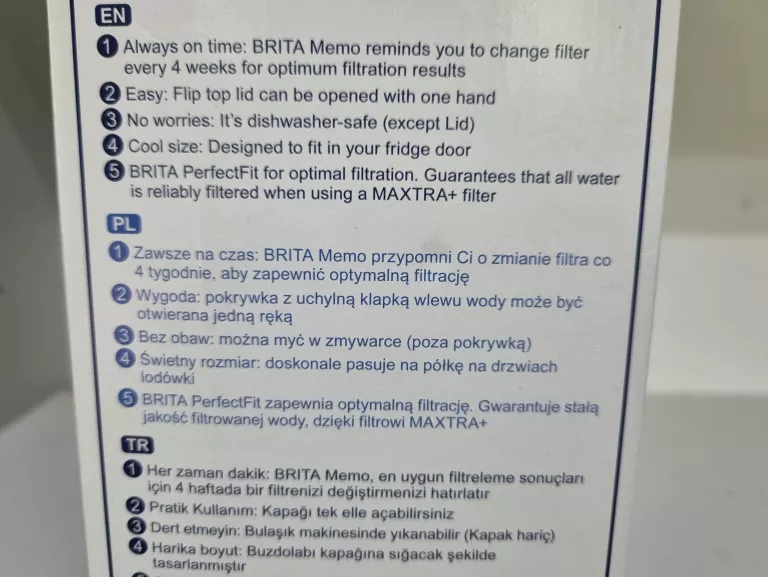 EN
1 Always on time: BRITA Memo reminds you to change filter
every 4 weeks for optimum filtration results
2 Easy: Flip top lid can be opened with one hand
3 No worries: It's dishwasher-safe (except Lid)
4 Cool size: Designed to fit in your fridge door
5 BRITA PerfectFit for optimal filtration. Guarantees that all water
is reliably filtered when using a MAXTRA+ filter
PL
1 Zawsze na czas: BRITA Memo przypomni Ci o zmianie filtra co
4 tygodnie, aby zapewnić optymalną filtrację
2 Wygoda: pokrywka z uchylną klapką wlewu wody może być
otwierana jedną ręką
3 Bez obaw: można myć w zmywarce (poza pokrywką)
4 Świetny rozmiar: doskonale pasuje na półkę na drzwiach
lodówki
5 BRITA PerfectFit zapewnia optymalną filtrację. Gwarantuje stałą
jakość filtrowanej wody, dzięki filtrowi MAXTRA+
TR
1 Her zaman dakik: BRITA Memo, en uygun filtreleme sonuçları
için 4 haftada bir filtrenizi değiştirmenizi hatırlatır
2 Pratik Kullanım: Kapağı tek elle açabilirsiniz
3 Dert etmeyin: Bulaşık makinesinde yıkanabilir (Kapak hariç)
4 Harika boyut: Buzdolabı kapağına sığacak şekilde
tasarlanmıştır